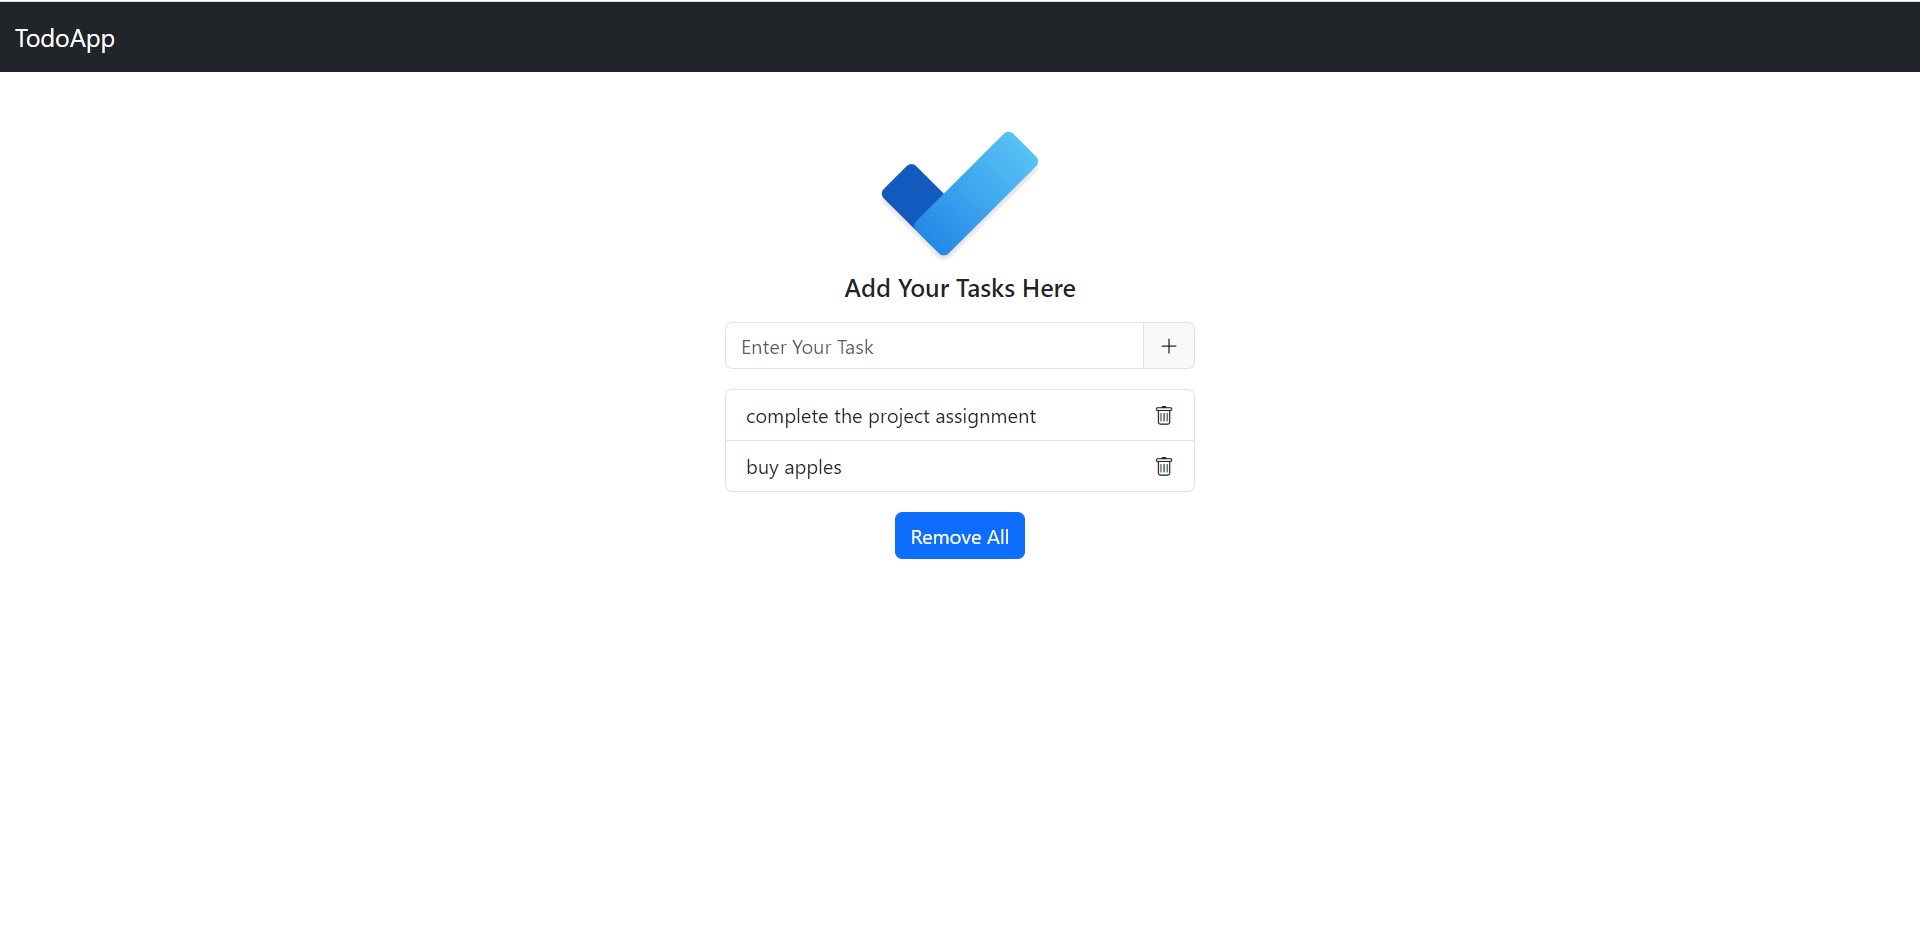 TodoApp
Add Your Tasks Here
Enter Your Task
complete the project assignment
buy apples
Remove All